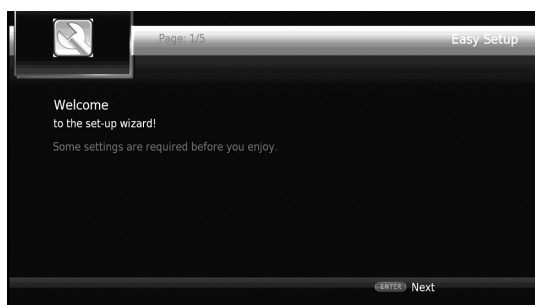 Page: 1/5
Easy Setup
Welcome
to the set-up wizard!
Some settings are required before you enjoy.
ENTER Next